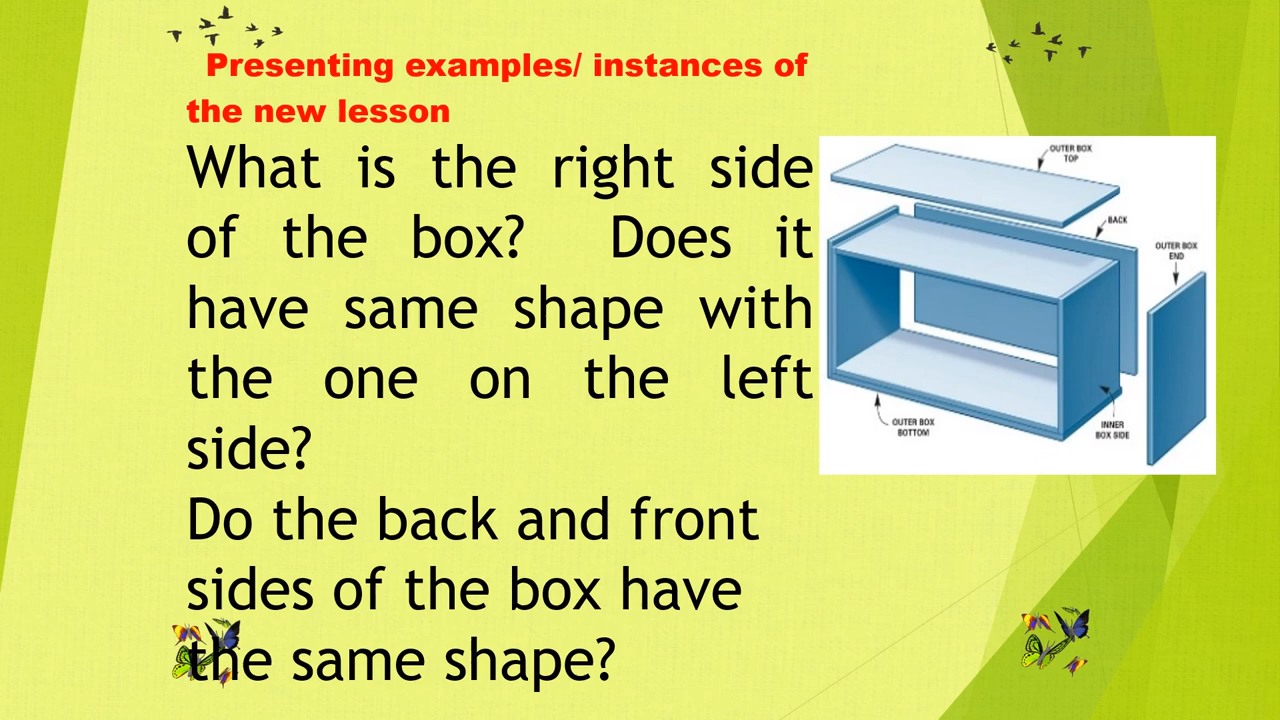 Presenting examples/ instances of
the new lesson
What is the right side
of the box? Does it
have same shape with
the one on the left
side?
Do the back and front
sides of the box have
the same shape?
OUTER BOX
TOP
BACK
OUTER BOX
END
OUTER BOX
BOTTOM
INNER
BOX SIDE